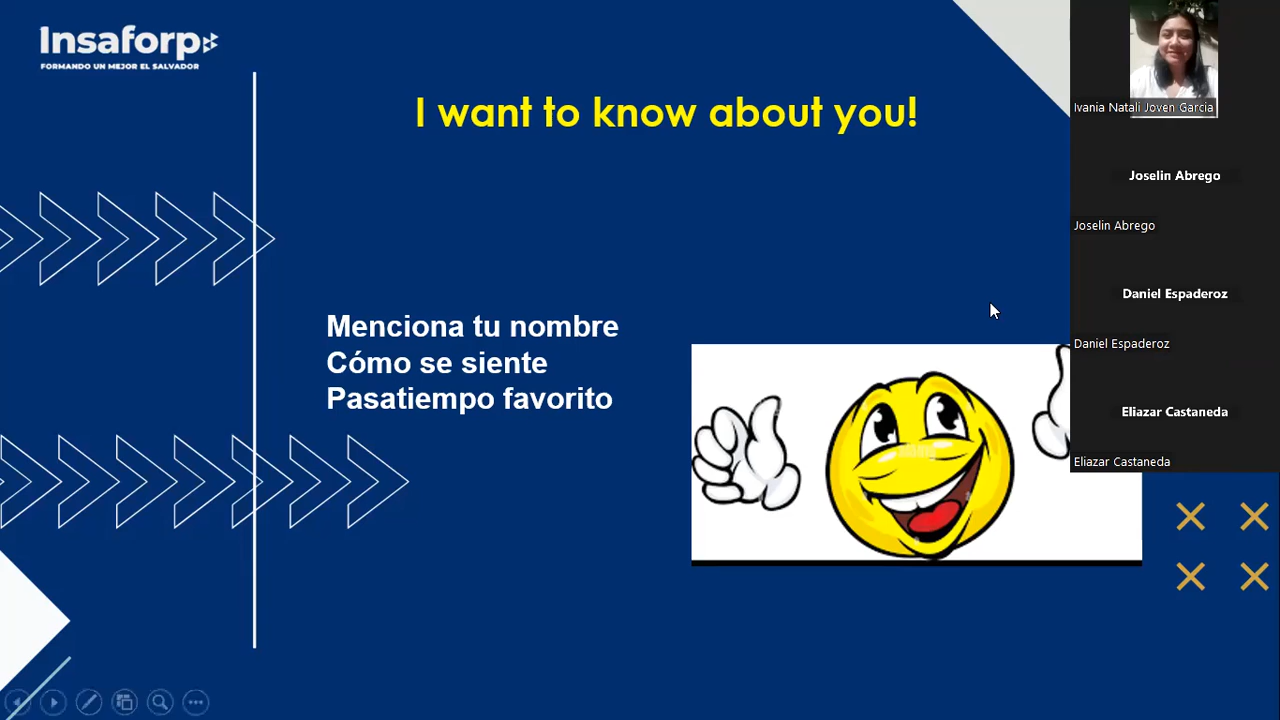 Insaforp
FORMANDO UN MEJOR EL SALVADOR
I want to know about you!
Menciona tu nombre
Cómo se siente
Pasatiempo favorito
Ivania Natali Joven Garcia
Joselin Abrego
Joselin Abrego
Daniel Espaderoz
Daniel Espaderoz
Eliazar Castaneda
Eliazar Castaneda